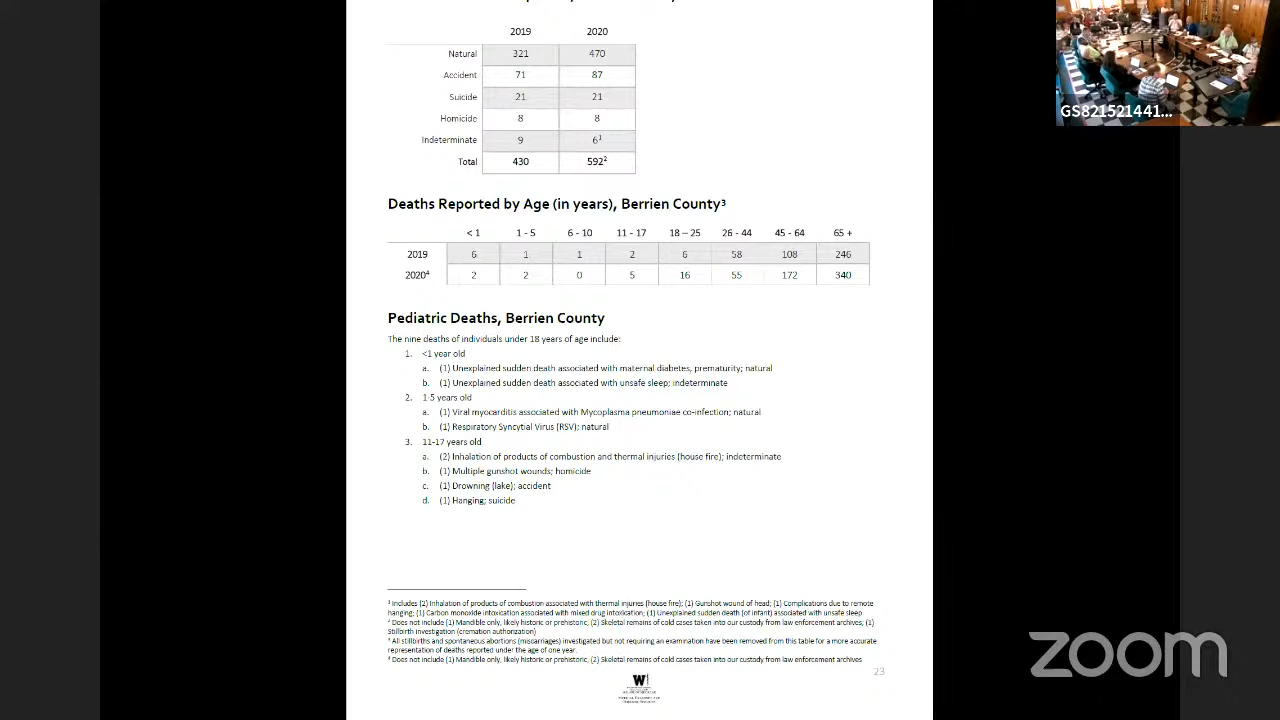 2019 2020
Natural 321 470
Accident 71 87
Suicide 21 21
Homicide 8 8
Indeterminate 9 6¹
Total 430 592²
Deaths Reported by Age (in years), Berrien County³
< 1 1 - 5 6 - 10 11 - 17 18 – 25 26 - 44 45 - 64 65 +
2019 6 1 1 2 6 58 108 246
2020⁴ 2 2 0 5 16 55 172 340
Pediatric Deaths, Berrien County
The nine deaths of individuals under 18 years of age include:
1. <1 year old
a. (1) Unexplained sudden death associated with maternal diabetes, prematurity; natural
b. (1) Unexplained sudden death associated with unsafe sleep; indeterminate
2. 1-5 years old
a. (1) Viral myocarditis associated with Mycoplasma pneumoniae co-infection; natural
b. (1) Respiratory Syncytial Virus (RSV); natural
3. 11-17 years old
a. (2) Inhalation of products of combustion and thermal injuries (house fire); indeterminate
b. (1) Multiple gunshot wounds; homicide
c. (1) Drowning (lake); accident
d. (1) Hanging; suicide
Includes (2) Inhalation of products of combustion associated with thermal injuries (house fire); (1) Gunshot wound of head; (1) Complications due to remote
hanging; (1) Carbon monoxide intoxication associated with mixed drug intoxication; (1) Unexplained sudden death (of infant) associated with unsafe sleep
Does not include (1) Mandible only, likely historic or prehistoric, (2) Skeletal remains of cold cases taken into our custody from law enforcement archives; (1)
Stillbirth investigation (cremation authorization)
All stillbirths and spontaneous abortions (miscarriages) investigated but not requiring an examination have been removed from this table for a more accurate
representation of deaths reported under the age of one year.
Does not include (1) Mandible only, likely historic or prehistoric, (2) Skeletal remains of cold cases taken into our custody from law enforcement archives
23
W
GS821521441...
zoom